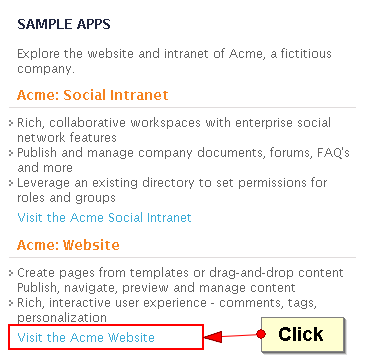 SAMPLE APPS
Explore the website and intranet of Acme, a fictitious
company.
Acme: Social Intranet
Rich, collaborative workspaces with enterprise social
network features
Publish and manage company documents, forums, FAQ's
and more
Leverage an existing directory to set permissions for
roles and groups
Visit the Acme Social Intranet
Acme: Website
Create pages from templates or drag-and-drop content
Publish, navigate, preview and manage content
Rich, interactive user experience - comments, tags,
personalization
Visit the Acme Website
Click